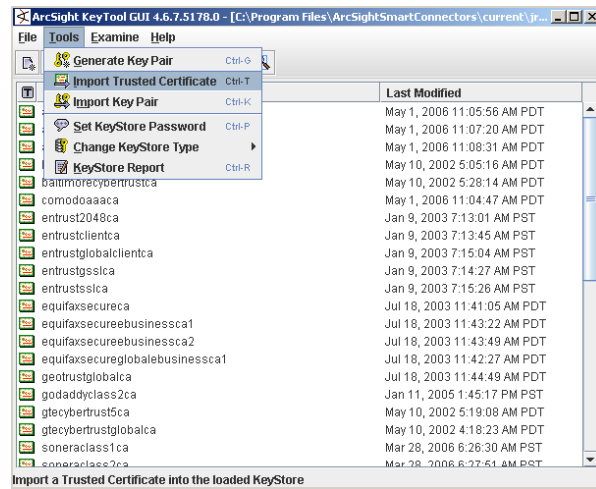 ArcSight KeyTool GUI 4.6.7.5178.0 - [C:\Program Files\ArcSightSmartConnectors\current\jr...
File Tools Examine Help
Generate Key Pair Ctrl-G
Import Trusted Certificate Ctrl-T
Import Key Pair Ctrl-K
Set KeyStore Password Ctrl-P
Change KeyStore Type
KeyStore Report Ctrl-R
T Last Modified
May 1, 2006 11:05:56 AM PDT
May 1, 2006 11:07:20 AM PDT
May 1, 2006 11:08:31 AM PDT
May 10, 2002 5:05:16 AM PDT
baltimorecybertrustca May 10, 2002 5:28:14 AM PDT
comodoaaaca May 1, 2006 11:04:47 AM PDT
entrust2048ca Jan 9, 2003 7:13:01 AM PST
entrustclientca Jan 9, 2003 7:13:45 AM PST
entrustglobalclientca Jan 9, 2003 7:15:04 AM PST
entrustgsslca Jan 9, 2003 7:14:27 AM PST
entrustsslca Jan 9, 2003 7:15:26 AM PST
equifaxsecureca Jul 18, 2003 11:41:05 AM PDT
equifaxsecureebusinessca1 Jul 18, 2003 11:43:22 AM PDT
equifaxsecureebusinessca2 Jul 18, 2003 11:43:49 AM PDT
equifaxsecureglobalebusinessca1 Jul 18, 2003 11:42:27 AM PDT
geotrustglobalca Jul 18, 2003 11:44:49 AM PDT
godaddyclass2ca Jan 11, 2005 1:45:17 PM PST
gtecybertrust5ca May 10, 2002 5:19:08 AM PDT
gtecybertrustglobalca May 10, 2002 4:18:23 AM PDT
soneraclass1ca Mar 28, 2006 6:26:30 AM PST
soneraclass2ca Mar 28, 2006 6:27:51 AM PST
Import a Trusted Certificate into the loaded KeyStore